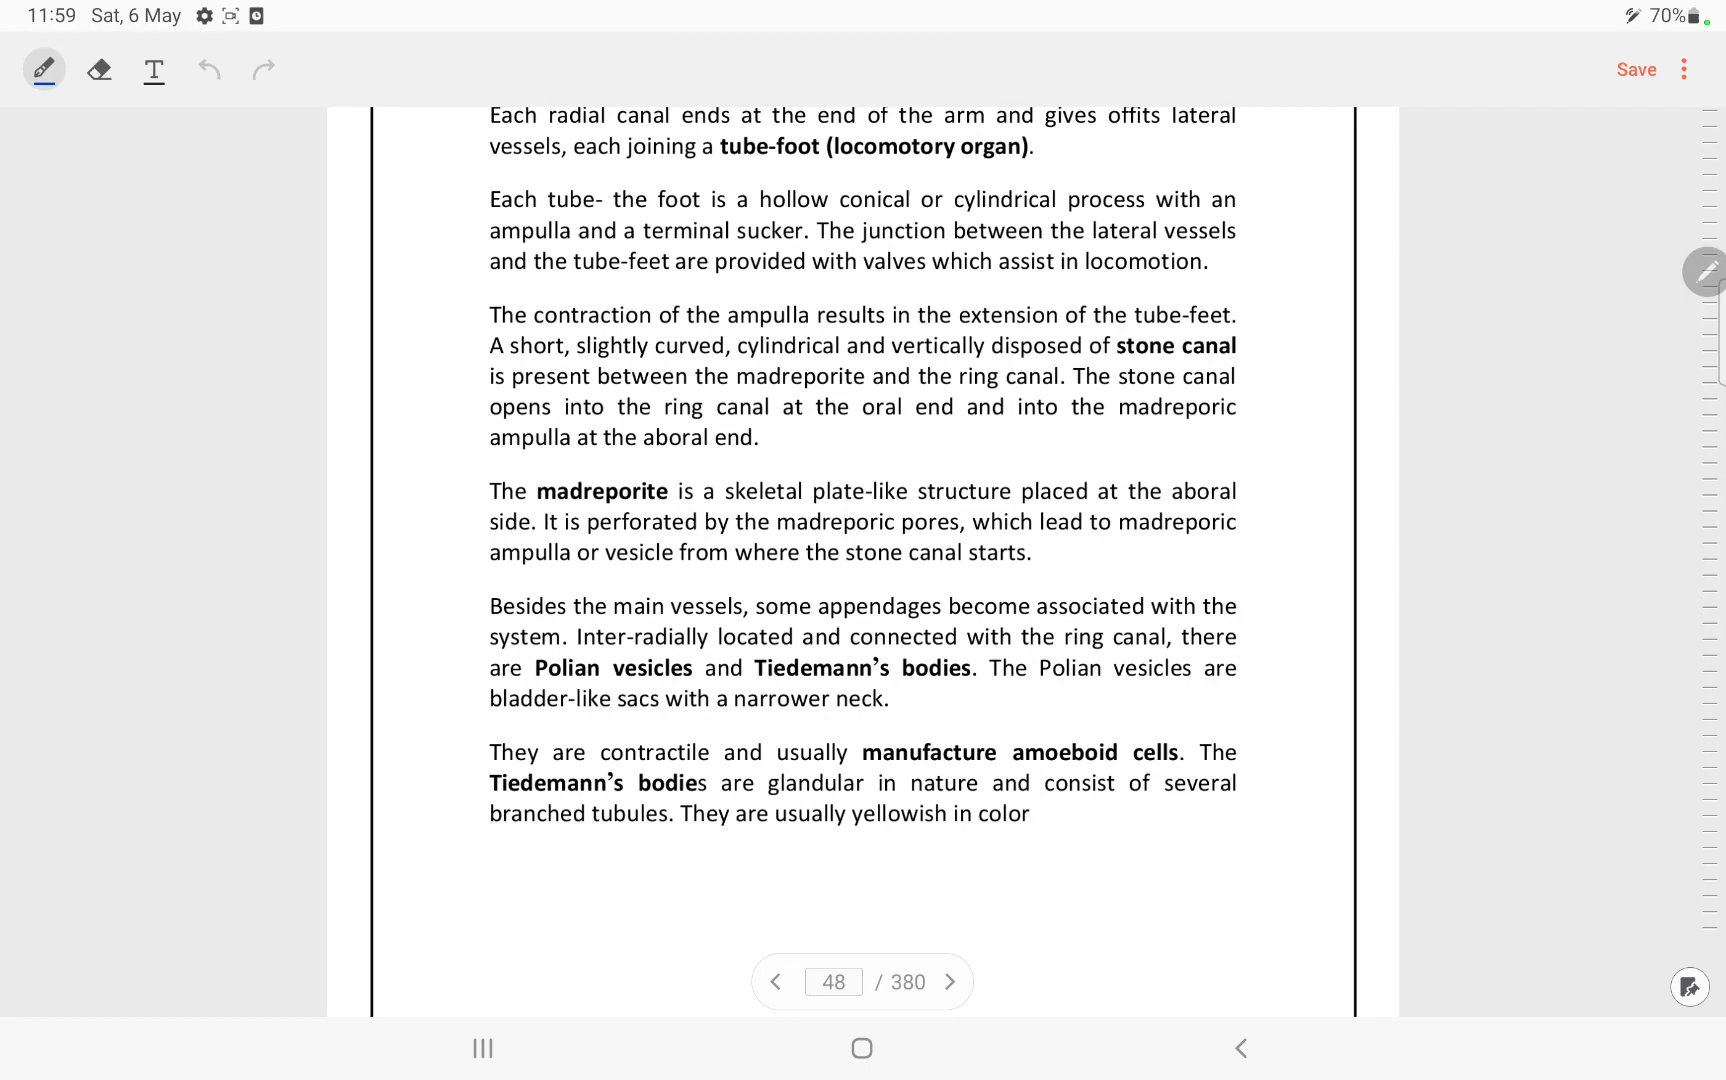 11:59 Sat, 6 May
70%
T
Save
Each radial canal ends at the end of the arm and gives offits lateral
vessels, each joining a tube-foot (locomotory organ).
Each tube- the foot is a hollow conical or cylindrical process with an
ampulla and a terminal sucker. The junction between the lateral vessels
and the tube-feet are provided with valves which assist in locomotion.
The contraction of the ampulla results in the extension of the tube-feet.
A short, slightly curved, cylindrical and vertically disposed of stone canal
is present between the madreporite and the ring canal. The stone canal
opens into the ring canal at the oral end and into the madreporic
ampulla at the aboral end.
The madreporite is a skeletal plate-like structure placed at the aboral
side. It is perforated by the madreporic pores, which lead to madreporic
ampulla or vesicle from where the stone canal starts.
Besides the main vessels, some appendages become associated with the
system. Inter-radially located and connected with the ring canal, there
are Polian vesicles and Tiedemann’s bodies. The Polian vesicles are
bladder-like sacs with a narrower neck.
They are contractile and usually manufacture amoeboid cells. The
Tiedemann’s bodies are glandular in nature and consist of several
branched tubules. They are usually yellowish in color
48 / 380